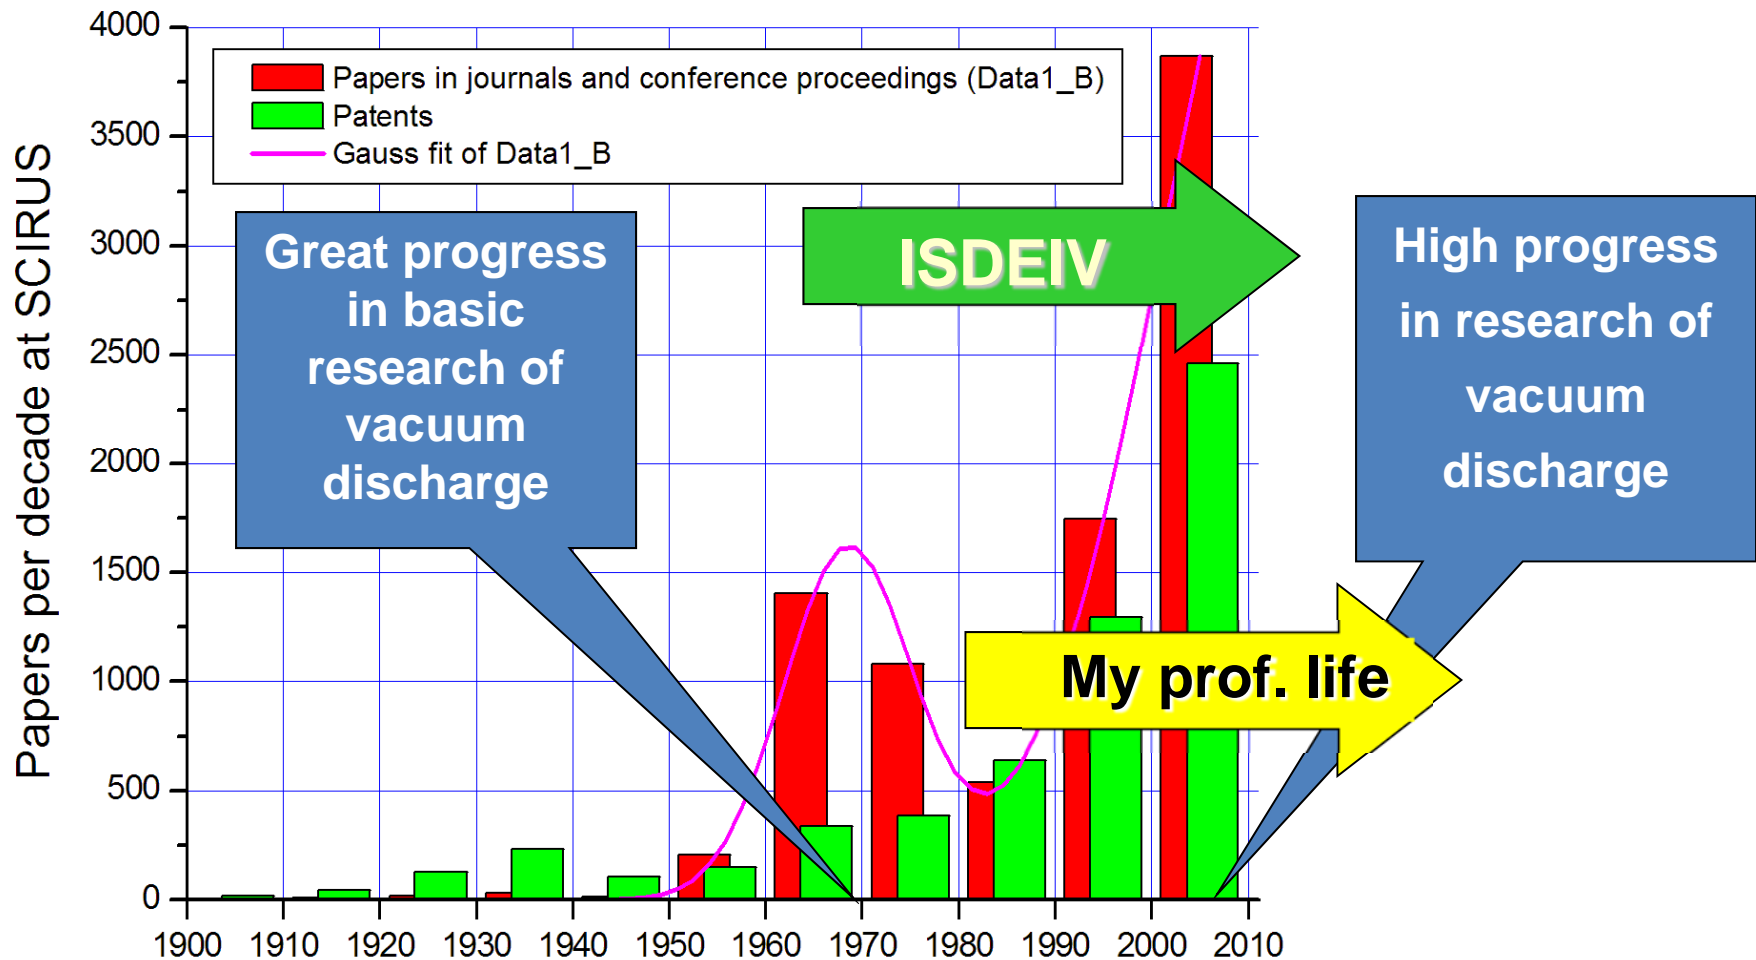 Papers per decade at SCIRUS
4000
3500
3000
2500
2000
1500
1000
500
0
Papers in journals and conference proceedings (Data1_B)
Patents
Gauss fit of Data1_B
Great progress
in basic
research of
vacuum
discharge
ISDEIV
High progress
in research of
vacuum
discharge
My prof. life
1900 1910 1920 1930 1940 1950 1960 1970 1980 1990 2000 2010